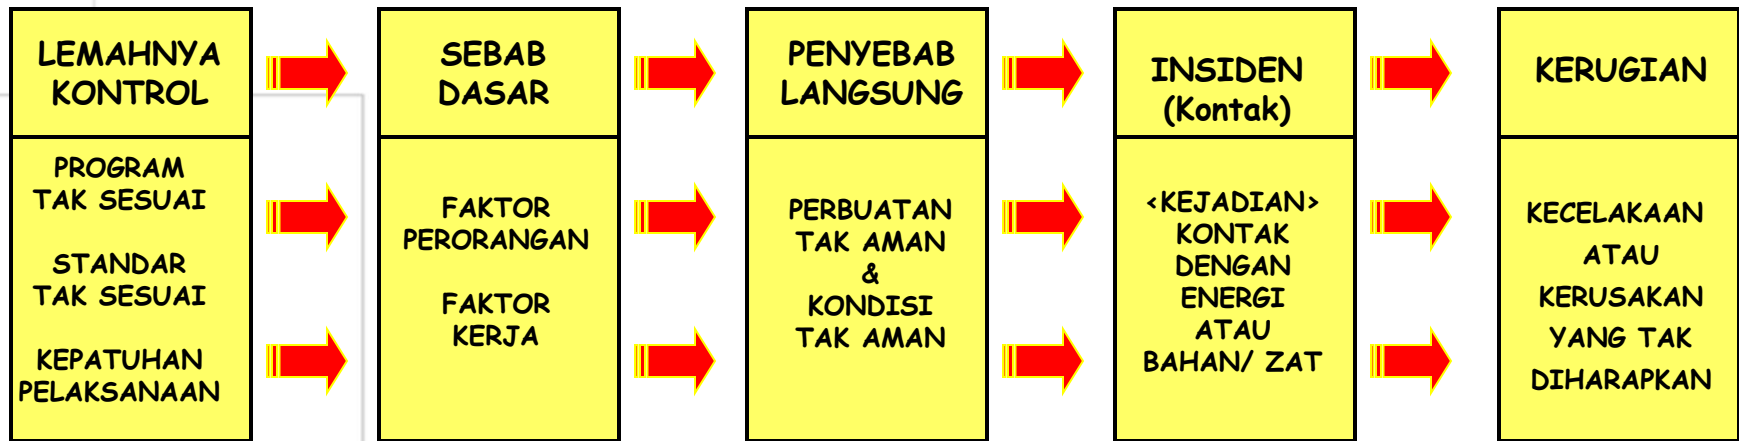 LEMAHNYA
KONTROL
PROGRAM
TAK SESUAI
STANDAR
TAK SESUAI
KEPATUHAN
PELAKSANAAN
SEBAB
DASAR
FAKTOR
PERORANGAN
FAKTOR
KERJA
PENYEBAB
LANGSUNG
PERBUATAN
TAK AMAN
&
KONDISI
TAK AMAN
INSIDEN
(Kontak)
<KEJADIAN>
KONTAK
DENGAN
ENERGI
ATAU
BAHAN/ ZAT
KERUGIAN
KECELAKAAN
ATAU
KERUSAKAN
YANG TAK
DIHARAPKAN